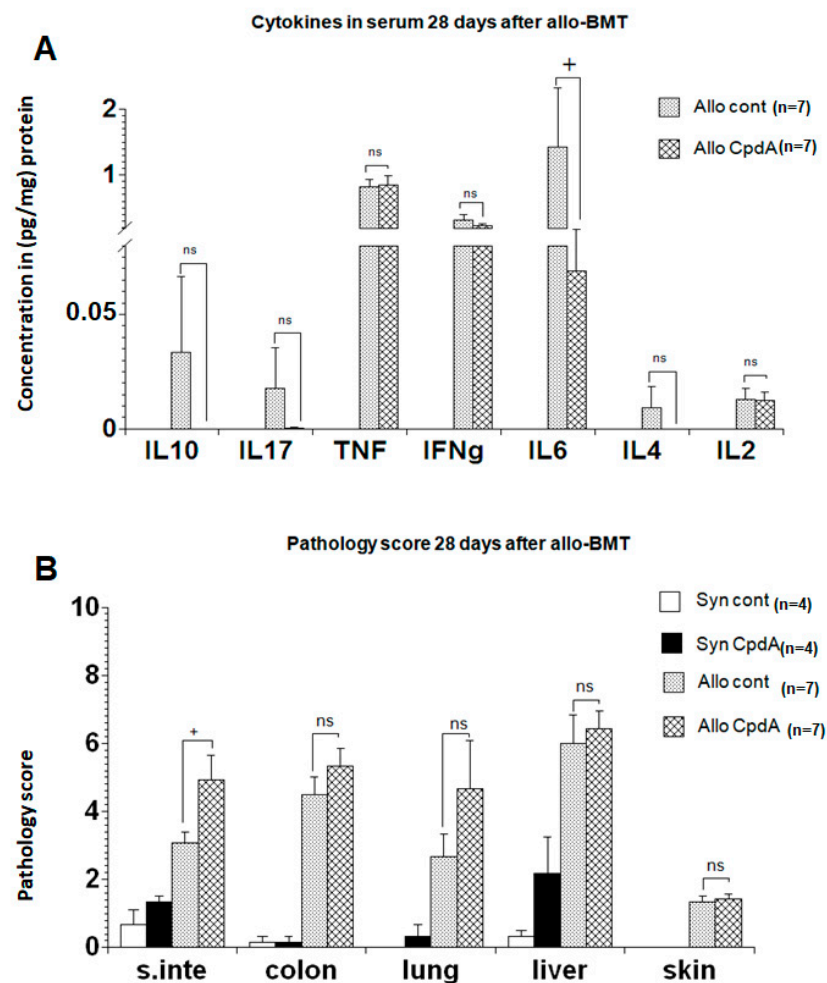 Cytokines in serum 28 days after allo-BMT
A
Concentration in (pg/mg) protein
2
1
0.05
0
ns
ns
ns
ns
+
ns
ns
Allo cont (n=7)
Allo CpdA(n=7)
IL10 IL17 TNF IFNg IL6 IL4 IL2
Pathology score 28 days after allo-BMT
B
Pathology score
10
8
6
4
2
0
+
ns
ns
ns
ns
Syn cont (n=4)
Syn CpdA(n=4)
Allo cont (n=7)
Allo CpdA (n=7)
s.inte colon lung liver skin